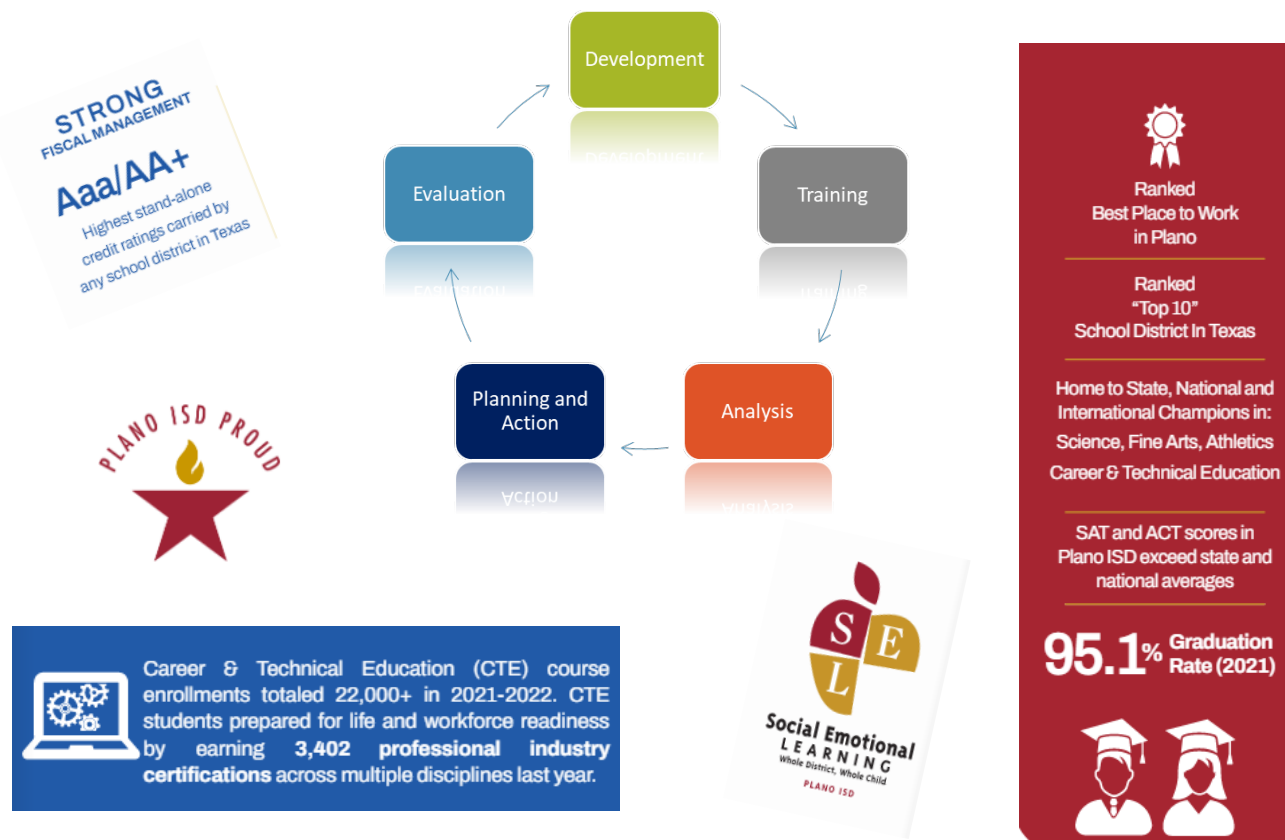 STRONG
FISCAL MANAGEMENT
Aaa/AA+
Highest stand-alone
credit ratings carried by
any school district in Texas
Development
Training
Analysis
Planning and
Action
Evaluation
PLANO ISD PROUD
Career & Technical Education (CTE) course
enrollments totaled 22,000+ in 2021-2022. CTE
students prepared for life and workforce readiness
by earning 3,402 professional industry
certifications across multiple disciplines last year.
S E
L
Social Emotional
LEARNING
Whole District, Whole Child
PLANO ISD
Ranked
Best Place to Work
in Plano
Ranked
“Top 10”
School District In Texas
Home to State, National and
International Champions in:
Science, Fine Arts, Athletics
Career & Technical Education
SAT and ACT scores in
Plano ISD exceed state and
national averages
95.1% Graduation
Rate (2021)